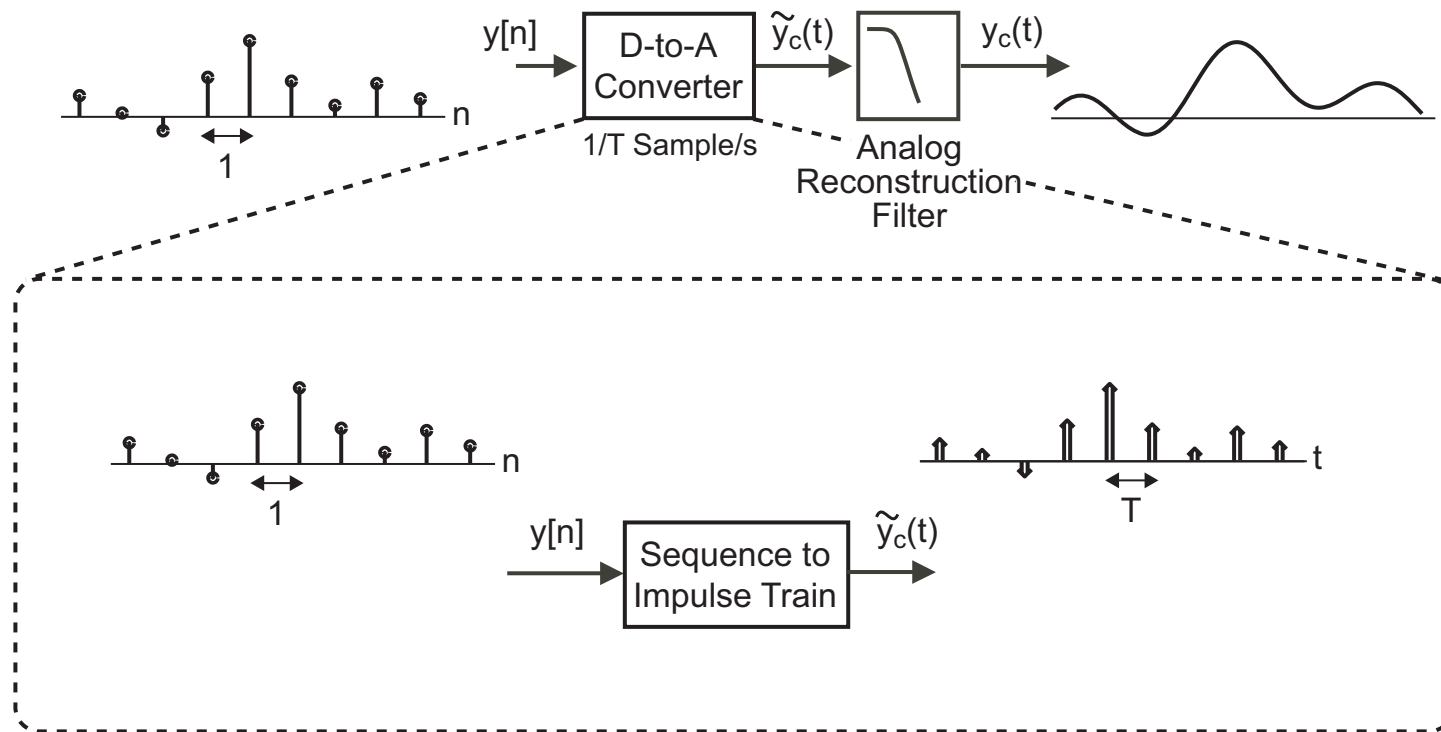 y[n]
D-to-A
Converter
ỹc(t)
yc(t)
n
1
1/T Sample/s
Analog
Reconstruction
Filter
n
1
t
T
y[n]
Sequence to
Impulse Train
ỹc(t)